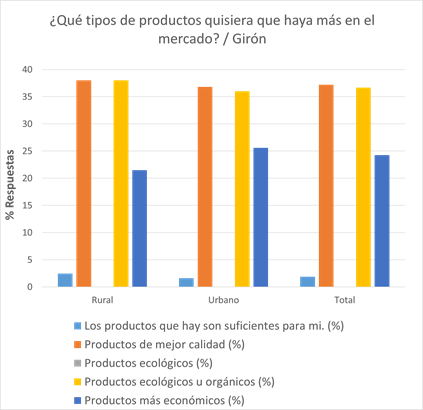 ¿Qué tipos de productos quisiera que haya más en el
mercado? / Girón
40
35
30
25
20
15
10
5
0
% Respuestas
Rural
Urbano
Total
Los productos que hay son suficientes para mi. (%)
Productos de mejor calidad (%)
Productos ecológicos (%)
Productos ecológicos u orgánicos (%)
Productos más económicos (%)